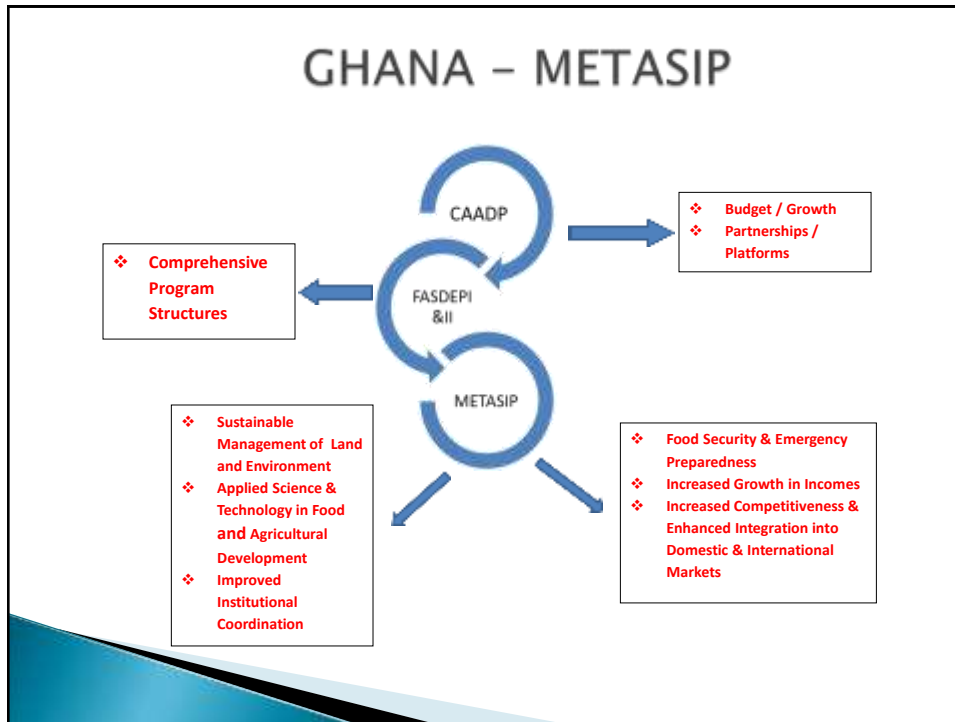 GHANA – METASIP
CAADP
❖ Budget / Growth
❖ Partnerships /
Platforms
❖ Comprehensive
Program
Structures
FASDEPI
&II
METASIP
❖ Sustainable
Management of Land
and Environment
❖ Applied Science &
Technology in Food
and Agricultural
Development
❖ Improved
Institutional
Coordination
❖ Food Security & Emergency
Preparedness
❖ Increased Growth in Incomes
❖ Increased Competitiveness &
Enhanced Integration into
Domestic & International
Markets